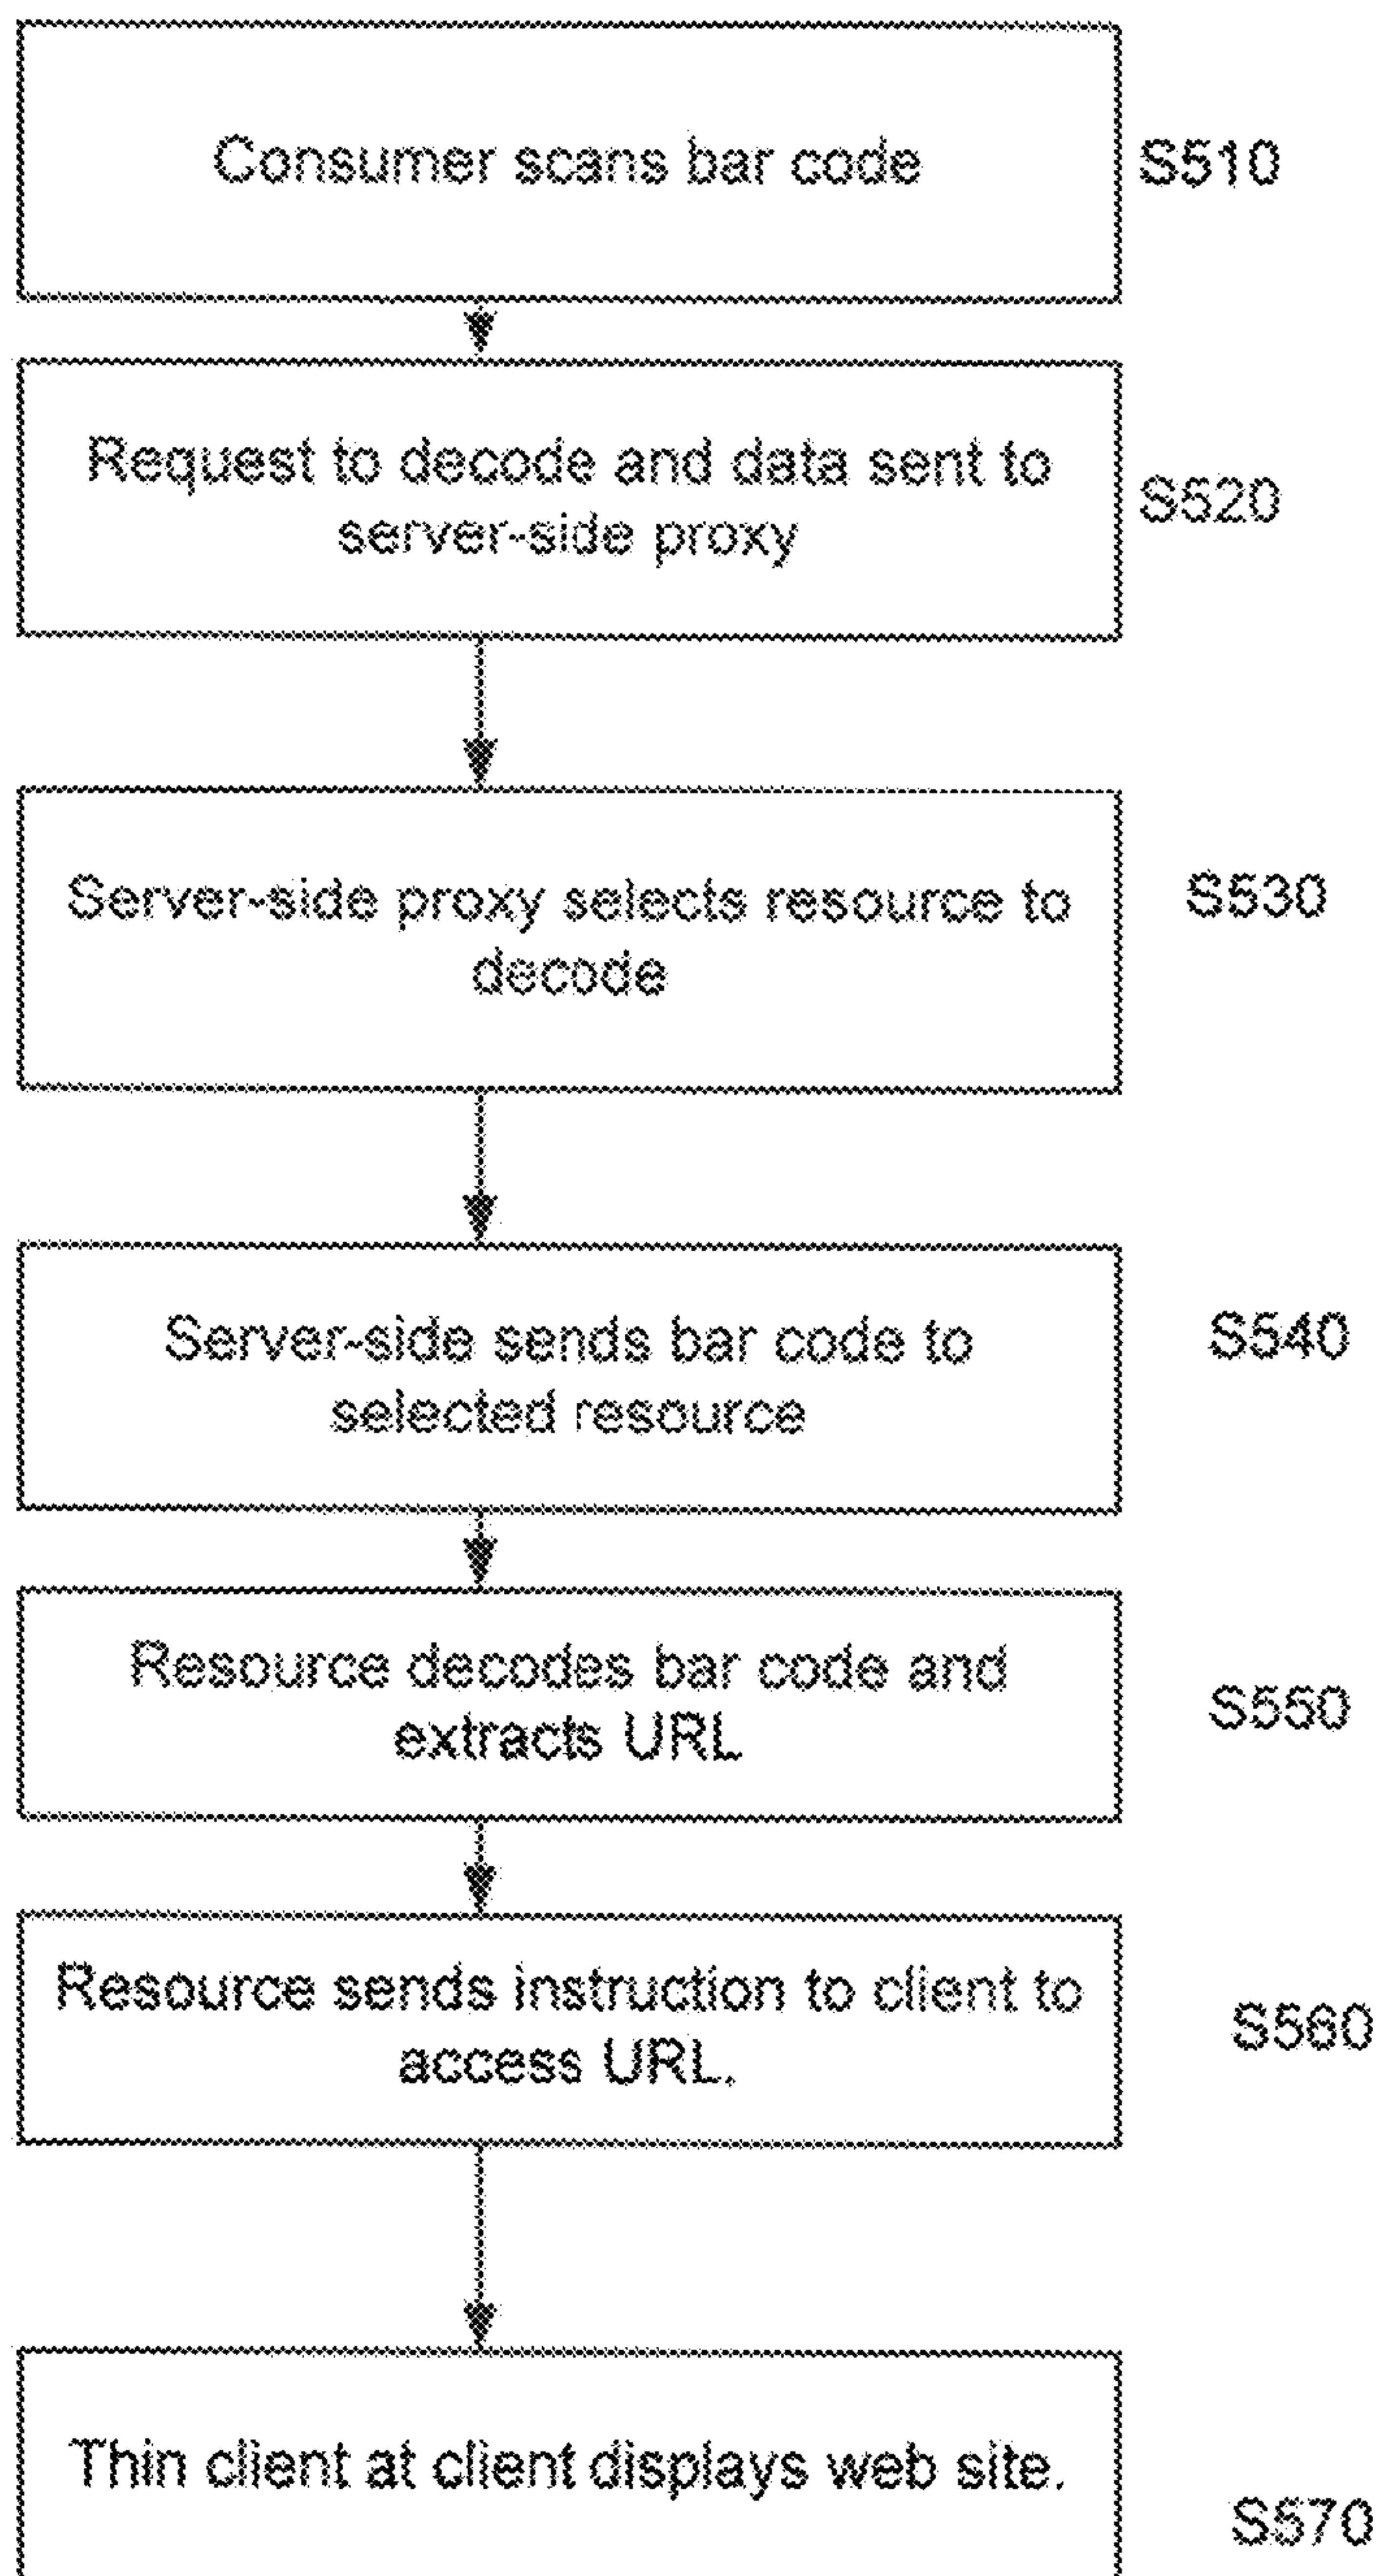 Consumer scans bar code
S510
Request to decode and data sent to
server-side proxy
S520
Server-side proxy selects resource to
decode
S530
Server-side sends bar code to
selected resource
S540
Resource decodes bar code and
extracts URL
S550
Resource sends instruction to client to
access URL.
S560
Thin client at client displays web site.
S570